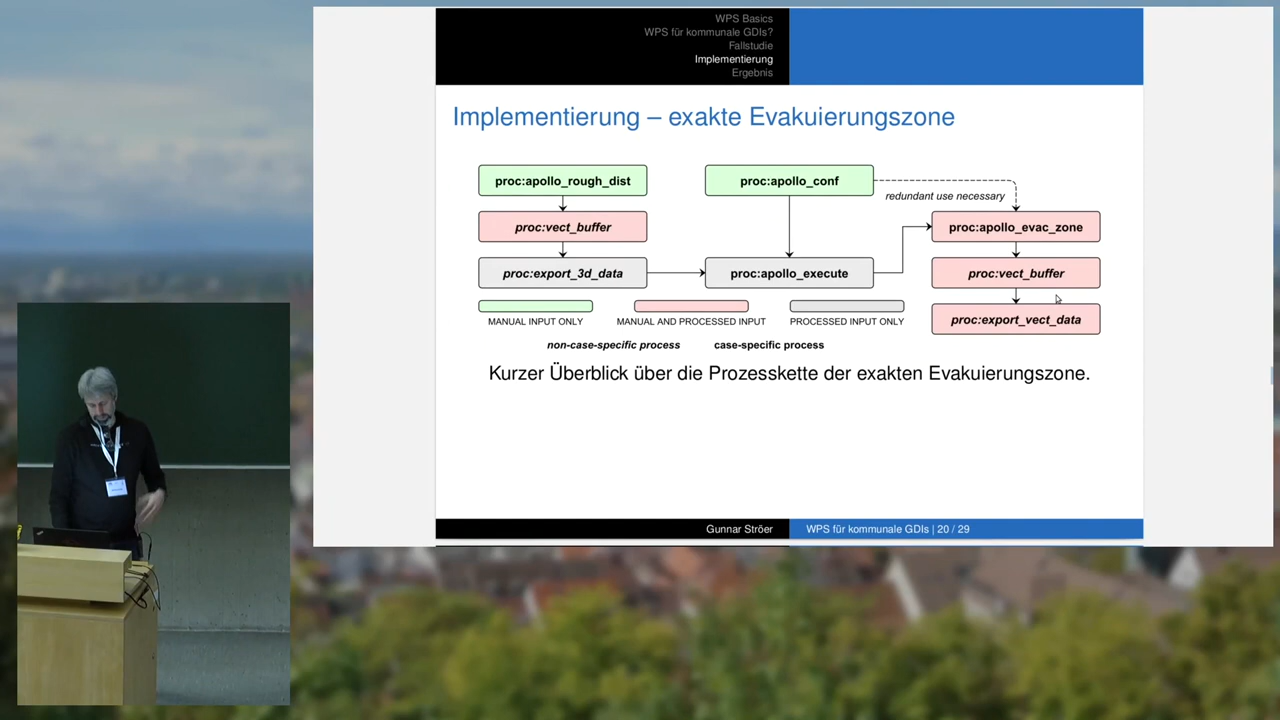 WPS Basics
WPS für kommunale GDIs?
Fallstudie
Implementierung
Ergebnis
Implementierung – exakte Evakuierungszone
proc:apollo_rough_dist
proc:apollo_conf
redundant use necessary
proc:vect_buffer
proc:apollo_evac_zone
proc:export_3d_data
proc:apollo_execute
proc:vect_buffer
MANUAL INPUT ONLY
MANUAL AND PROCESSED INPUT
PROCESSED INPUT ONLY
proc:export_vect_data
non-case-specific process
case-specific process
Kurzer Überblick über die Prozesskette der exakten Evakuierungszone.
Gunnar Ströer
WPS für kommunale GDIs | 20 / 29